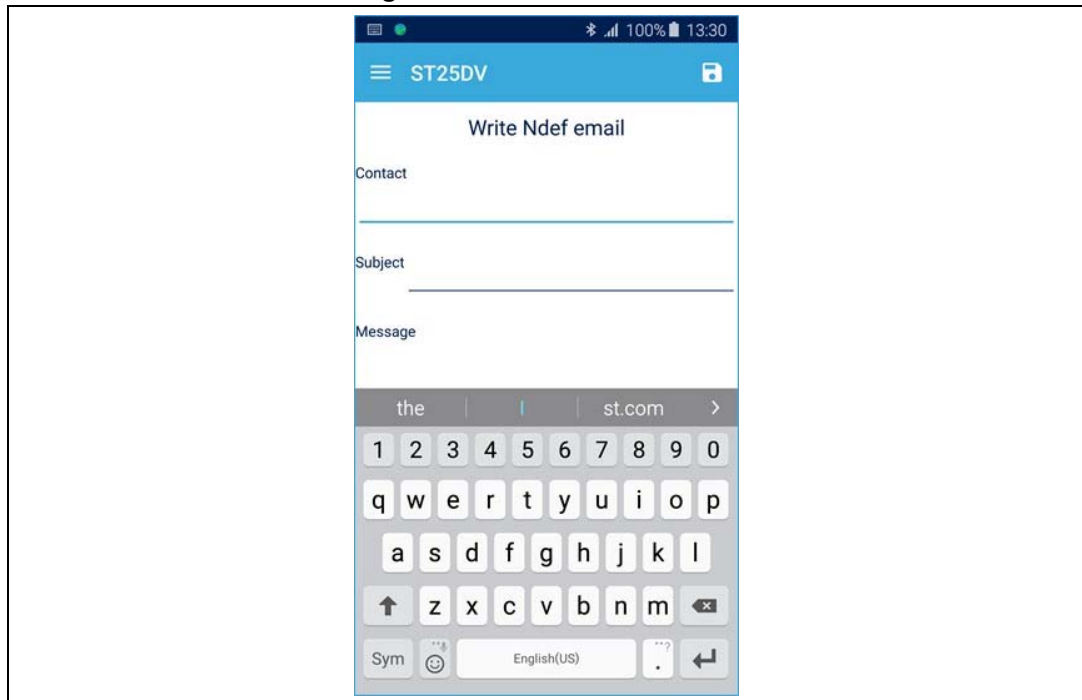 100% 13:30
ST25DV
Write Ndef email
Contact
Subject
Message
the I st.com >
1 2 3 4 5 6 7 8 9 0
q w e r t y u i o p
a s d f g h j k l
z x c v b n m
Sym English(US) .